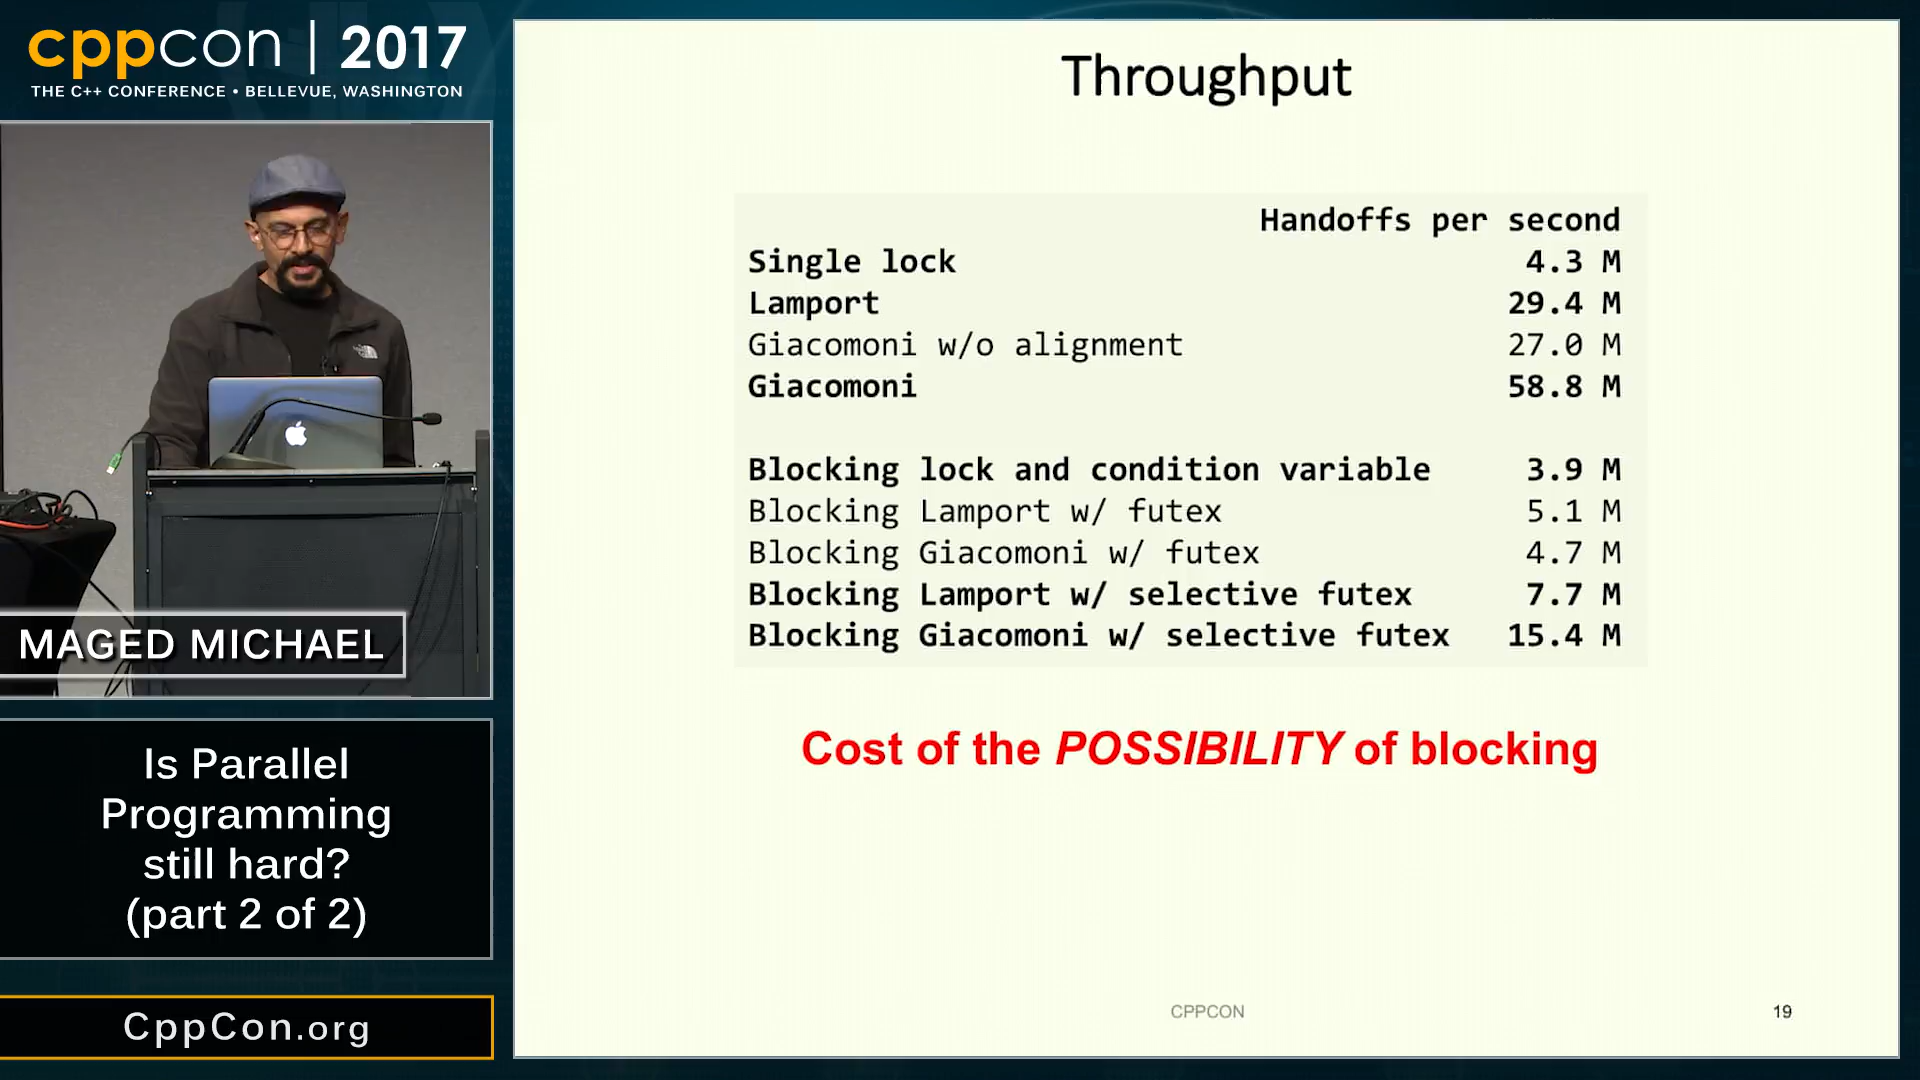 cppcon | 2017
THE C++ CONFERENCE • BELLEVUE, WASHINGTON
MAGED MICHAEL
Is Parallel
Programming
still hard?
(part 2 of 2)
CppCon.org
Throughput
Handoffs per second
Single lock 4.3 M
Lamport 29.4 M
Giacomoni w/o alignment 27.0 M
Giacomoni 58.8 M
Blocking lock and condition variable 3.9 M
Blocking Lamport w/ futex 5.1 M
Blocking Giacomoni w/ futex 4.7 M
Blocking Lamport w/ selective futex 7.7 M
Blocking Giacomoni w/ selective futex 15.4 M
Cost of the POSSIBILITY of blocking
CPPCON
19